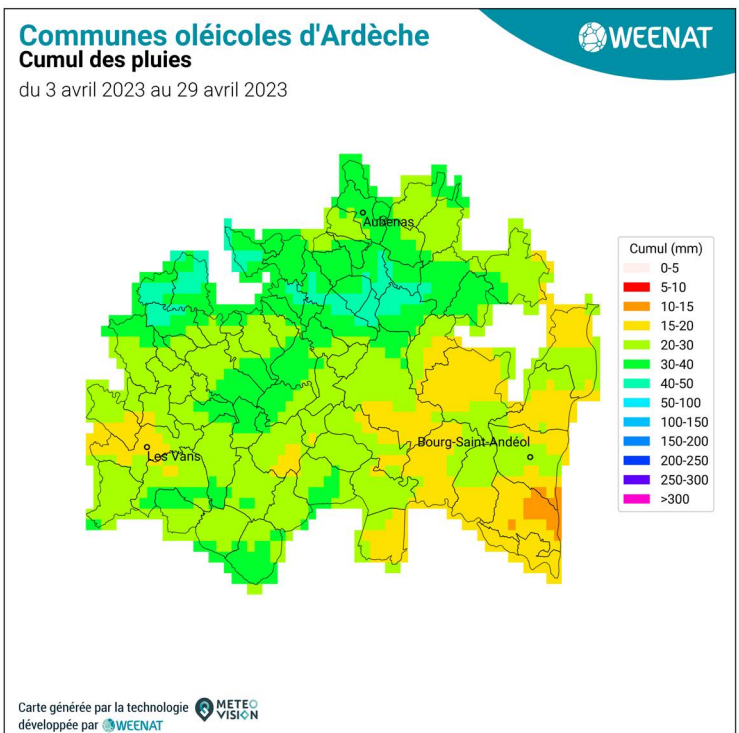 Communes oléicoles d'Ardèche
WEENAT
Cumul des pluies
du 3 avril 2023 au 29 avril 2023
Aubenas
Cumul (mm)
0-5
5-10
10-15
15-20
20-30
30-40
40-50
50-100
100-150
150-200
200-250
250-300
>300
Bourg-Saint-Andéol
Les Vans
Carte générée par la technologie METEO
VISION
développée par WEENAT